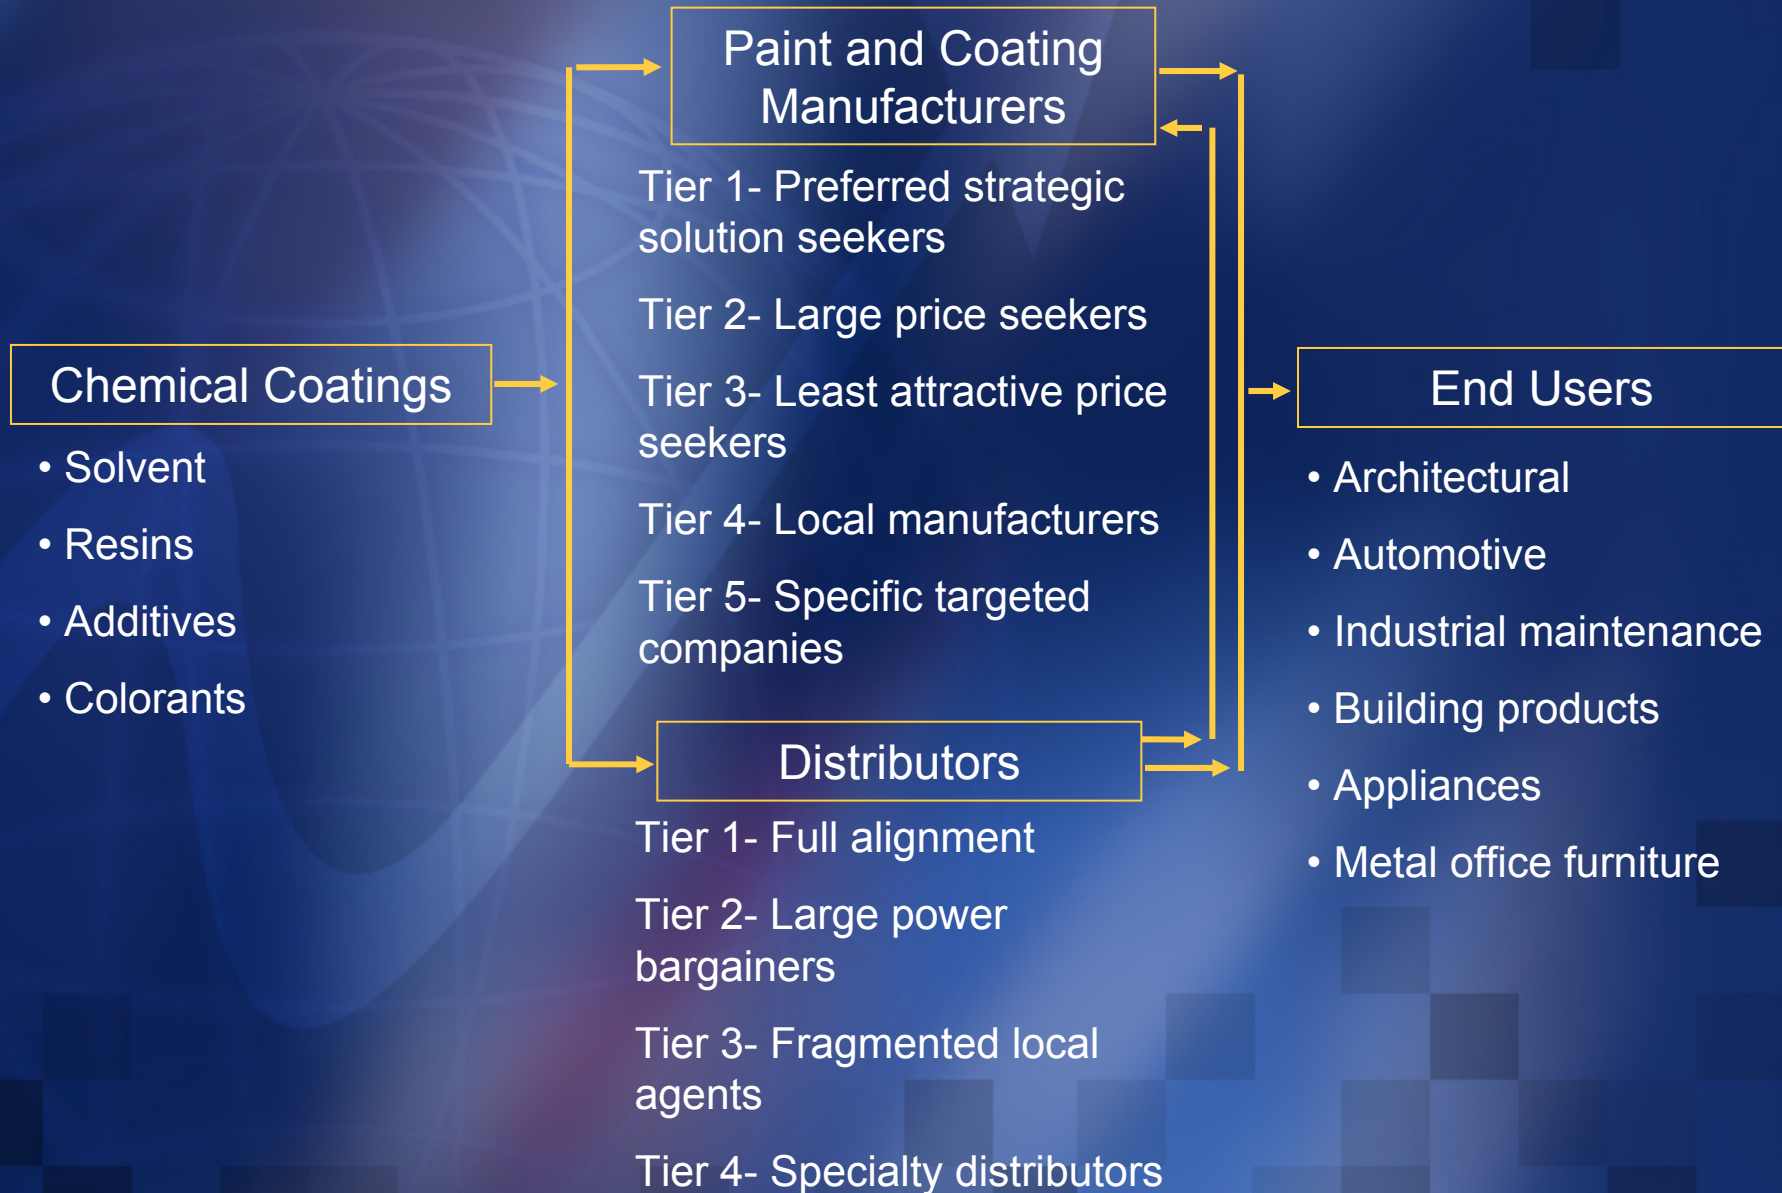 Paint and Coating
Manufacturers
Tier 1- Preferred strategic
solution seekers
Tier 2- Large price seekers
Tier 3- Least attractive price
seekers
Tier 4- Local manufacturers
Tier 5- Specific targeted
companies
Chemical Coatings
• Solvent
• Resins
• Additives
• Colorants
Distributors
Tier 1- Full alignment
Tier 2- Large power
bargainers
Tier 3- Fragmented local
agents
Tier 4- Specialty distributors
End Users
• Architectural
• Automotive
• Industrial maintenance
• Building products
• Appliances
• Metal office furniture